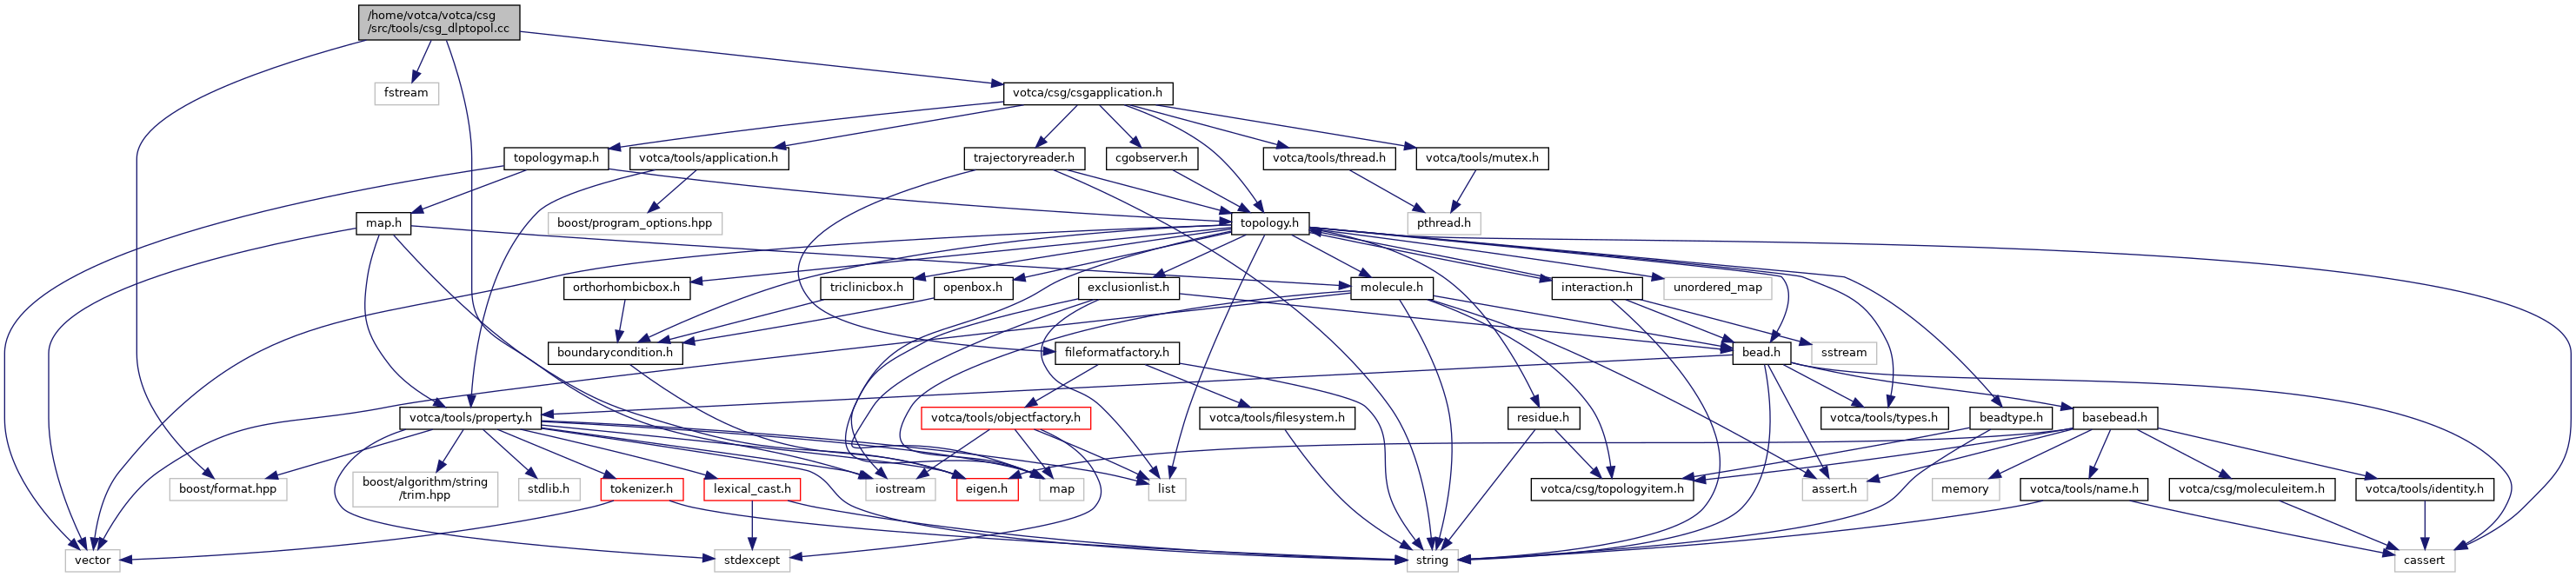 /home/votca/votca/csg
/src/tools/csg_dlptopol.cc
fstream
votca/csg/csgapplication.h
topologymap.h
votca/tools/application.h
trajectoryreader.h
cgobserver.h
votca/tools/thread.h
votca/tools/mutex.h
map.h
boost/program_options.hpp
topology.h
pthread.h
orthorhombicbox.h
triclinicbox.h
openbox.h
exclusionlist.h
molecule.h
interaction.h
unordered_map
boundarycondition.h
fileformatfactory.h
bead.h
sstream
votca/tools/property.h
votca/tools/objectfactory.h
votca/tools/filesystem.h
residue.h
votca/tools/types.h
beadtype.h
basebead.h
boost/format.hpp
boost/algorithm/string
/trim.hpp
stdlib.h
tokenizer.h
lexical_cast.h
iostream
eigen.h
map
list
votca/csg/topologyitem.h
assert.h
memory
votca/tools/name.h
votca/csg/moleculeitem.h
votca/tools/identity.h
vector
stdexcept
string
cassert